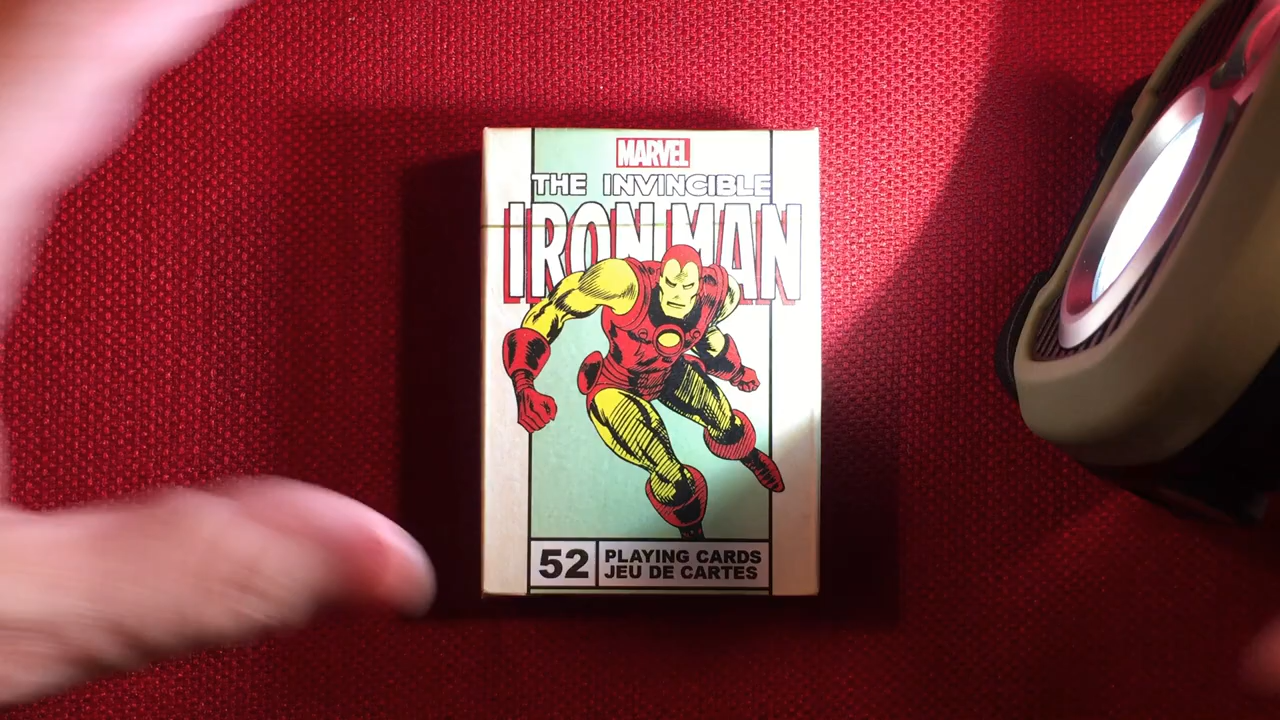 MARVEL
THE INVINCIBLE
IRON MAN
52
PLAYING CARDS
JEU DE CARTES